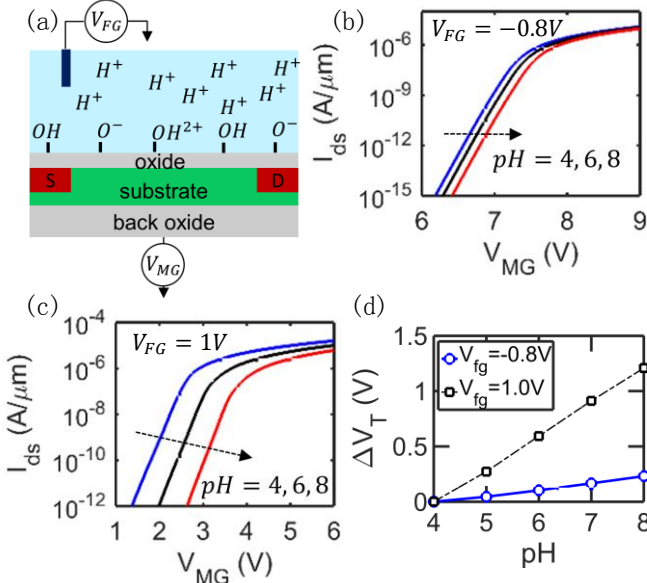 (a)
V_FG
H⁺ H⁺ H⁺
H⁺ H⁺ H⁺
H⁺ H⁺
OH O⁻ OH²⁺ OH O⁻
oxide
S D
substrate
back oxide
V_MG
(b)
V_FG = −0.8V
10⁻⁶
10⁻⁹
10⁻¹²
10⁻¹⁵
I_ds (A/μm)
pH = 4, 6, 8
6 7 8 9
V_MG (V)
(c)
V_FG = 1V
10⁻⁴
10⁻⁶
10⁻⁸
10⁻¹⁰
10⁻¹²
I_ds (A/μm)
pH = 4, 6, 8
1 2 3 4 5 6
V_MG (V)
(d)
V_fg=-0.8V
V_fg=1.0V
1.5
1
0.5
0
ΔV_T (V)
4 5 6 7 8
pH